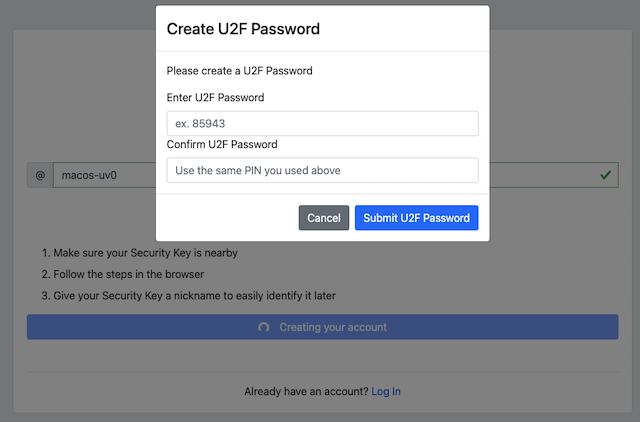 Create U2F Password
Please create a U2F Password
Enter U2F Password
ex. 85943
Confirm U2F Password
Use the same PIN you used above
Cancel
Submit U2F Password
@
macos-uv0
1. Make sure your Security Key is nearby
2. Follow the steps in the browser
3. Give your Security Key a nickname to easily identify it later
Creating your account
Already have an account? Log In